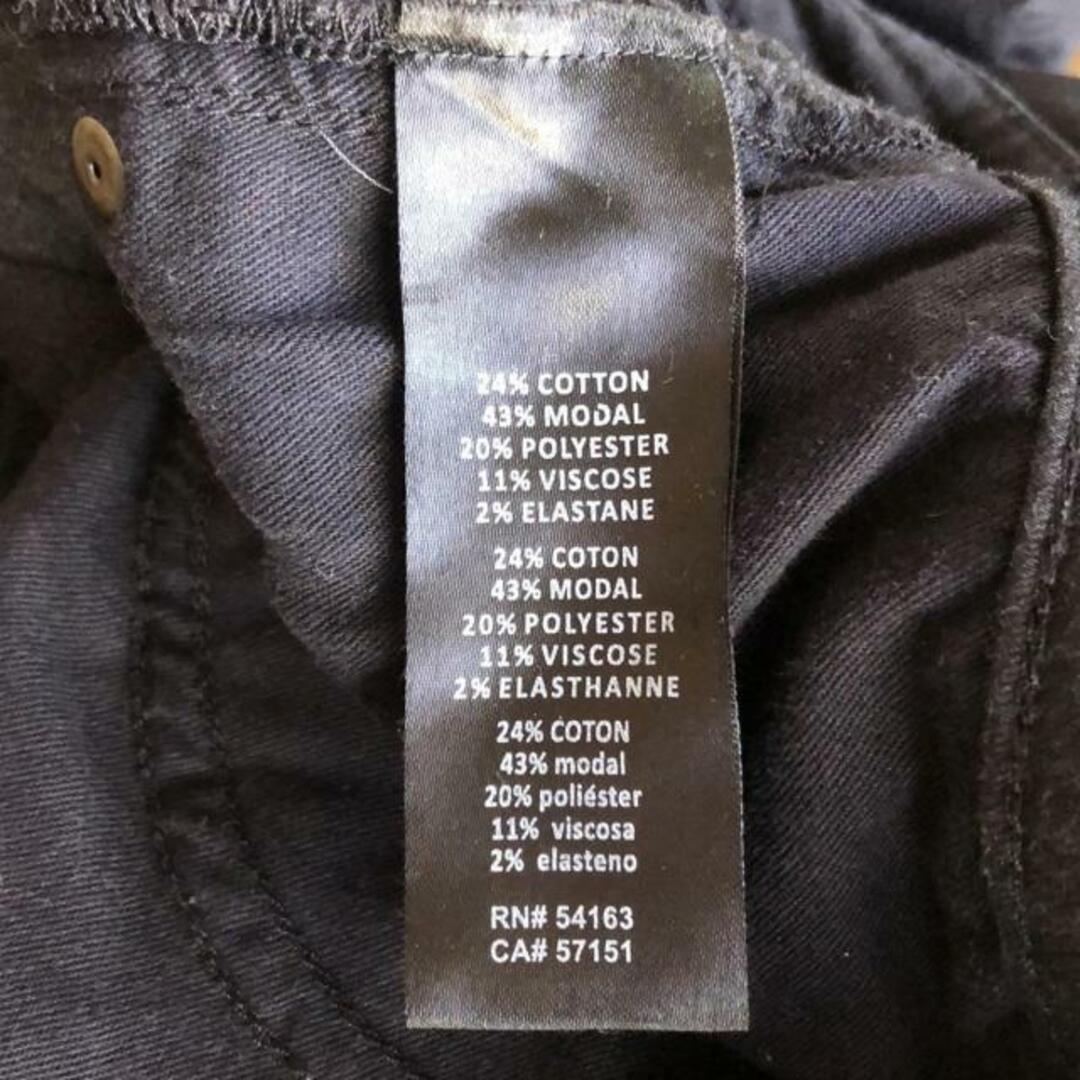 24% COTTON
43% MODAL
20% POLYESTER
11% VISCOSE
2% ELASTANE
24% COTON
43% MODAL
20% POLYESTER
11% VISCOSE
2% ELASTHANNE
24% COTON
43% modal
20% poliéster
11% viscosa
2% elasteno
RN# 54163
CA# 57151